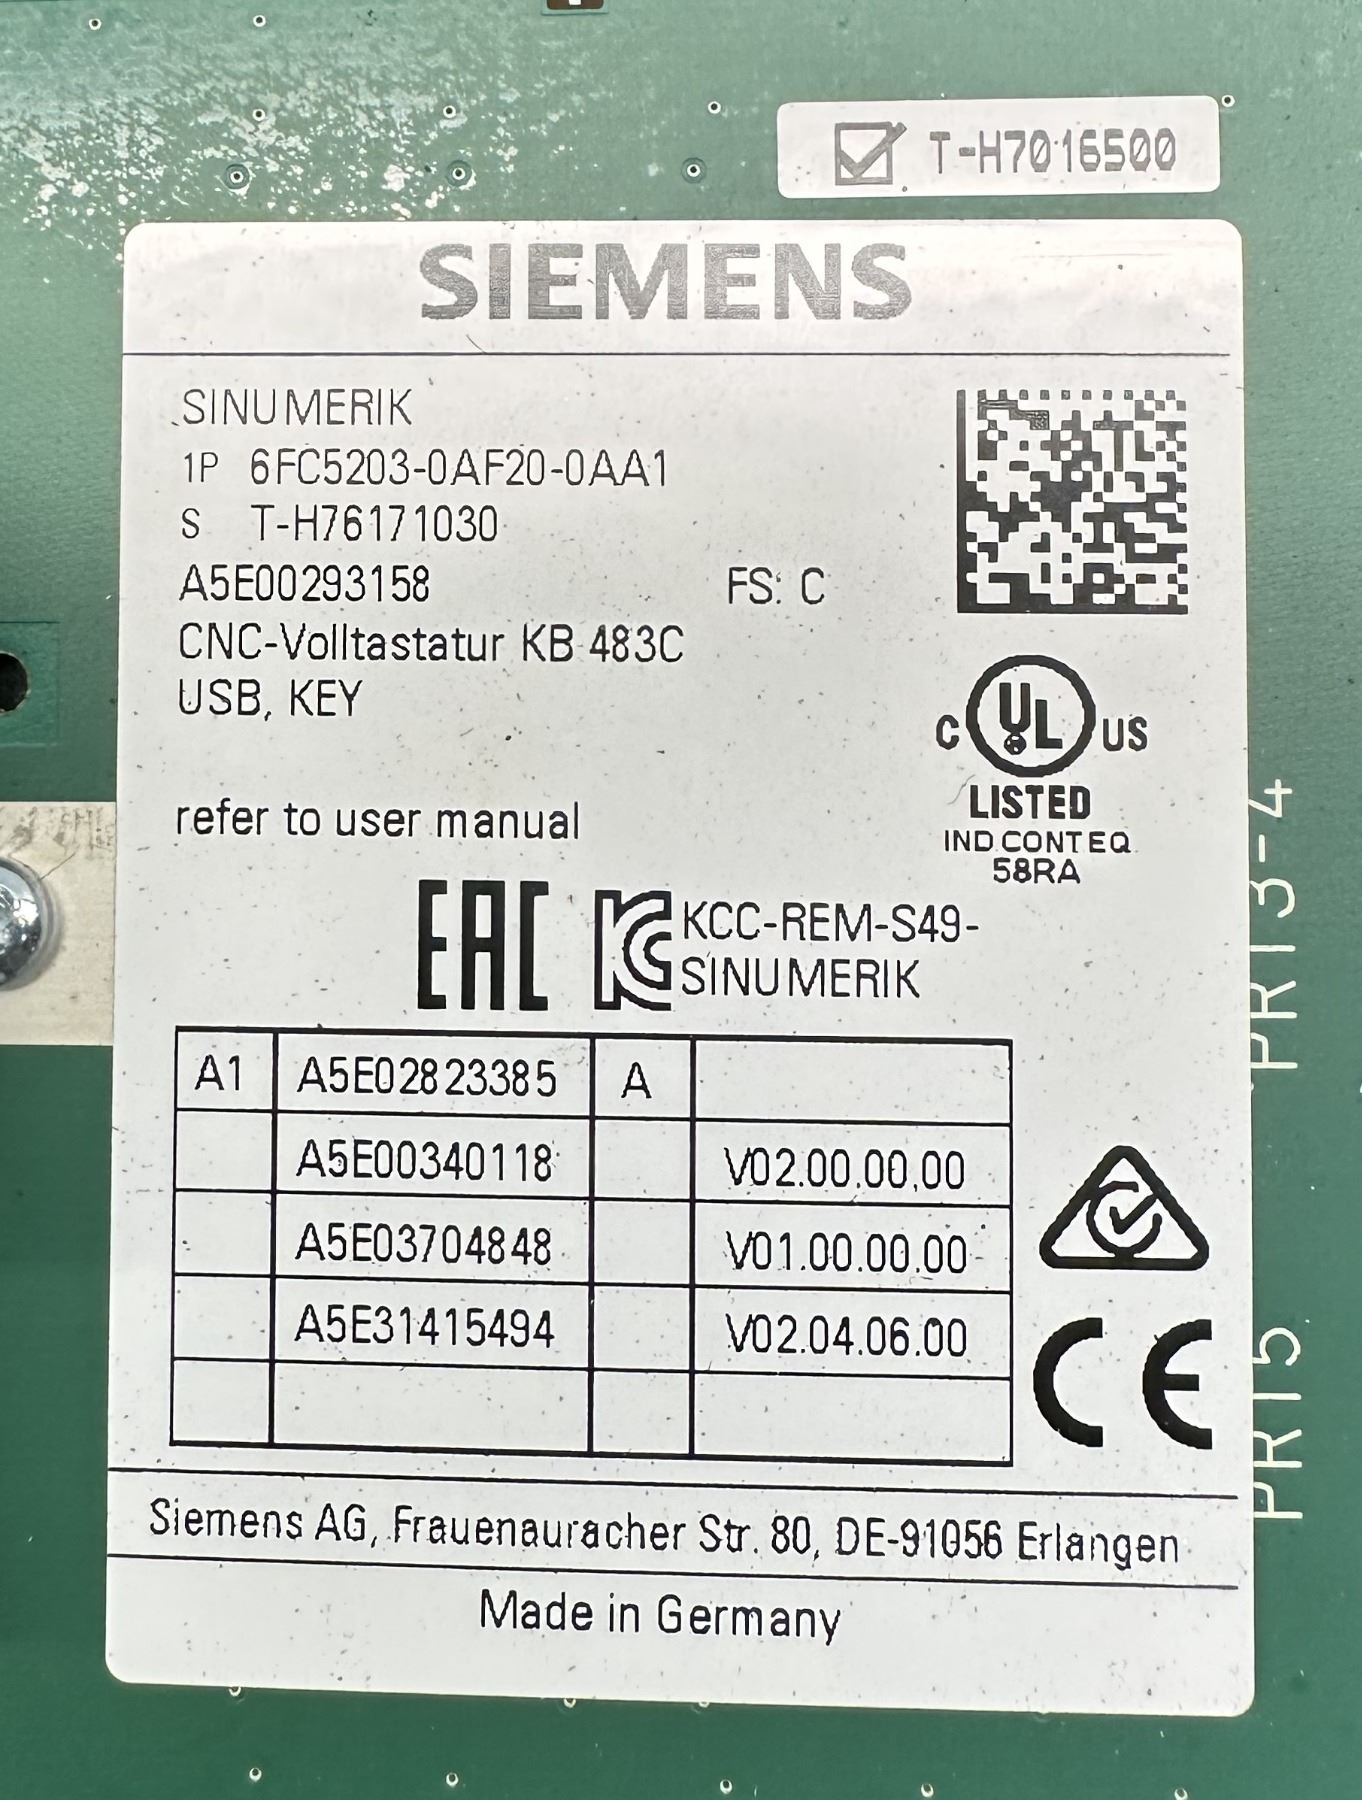 T-H7016500
SIEMENS
SINUMERIK
1P 6FC5203-0AF20-0AA1
S T-H76171030
A5E00293158 FS: C
CNC-Volltastatur KB 483C
USB, KEY
C UL US
LISTED
IND.CONT.EQ.
58RA
refer to user manual
EAC KC KCC-REM-S49-
SINUMERIK
A1 A5E02823385 A
A5E00340118 V02.00.00.00
A5E03704848 V01.00.00.00
A5E31415494 V02.04.06.00
CE
Siemens AG, Frauenauracher Str. 80, DE-91056 Erlangen
Made in Germany
PR13-4
PR15